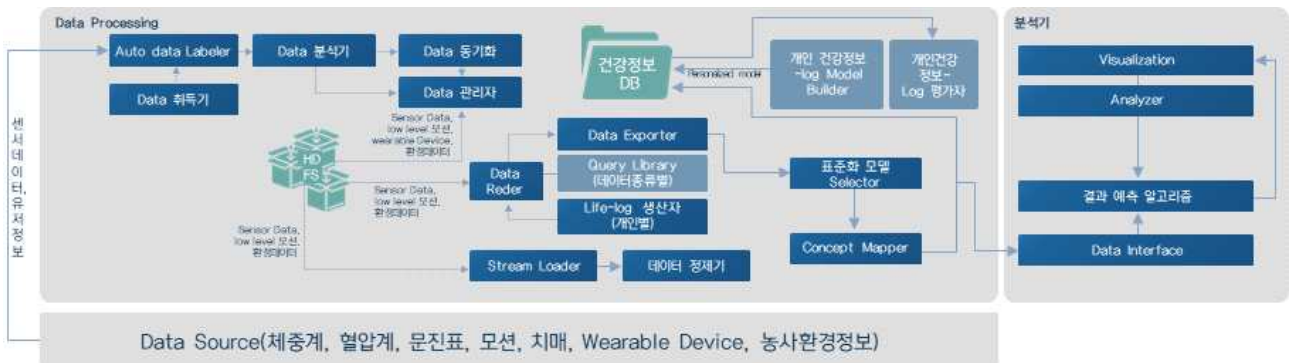 Data Processing
Auto data Labeler
Data 분석기
Data 동기화
Data 취득기
Data 관리자
건강정보
DB
Personalized model
개인 건강정보
-log Model
Builder
개인건강
정보-
Log 평가자
Sensor Data,
low level 모션,
wearable Device,
환경데이터
HD
FS
Sensor Data,
low level 모션,
환경데이터
Sensor Data,
low level 모션,
환경데이터
Data
Reder
Data Exporter
Query Library
(데이터종류별)
Life-log 생산자
(개인별)
Stream Loader
데이터 정제기
표준화 모델
Selector
Concept Mapper
분석기
Visualization
Analyzer
결과 예측 알고리즘
Data Interface
센서데이터,유저정보
Data Source(체중계, 혈압계, 문진표, 모션, 치매, Wearable Device, 농사환경정보)